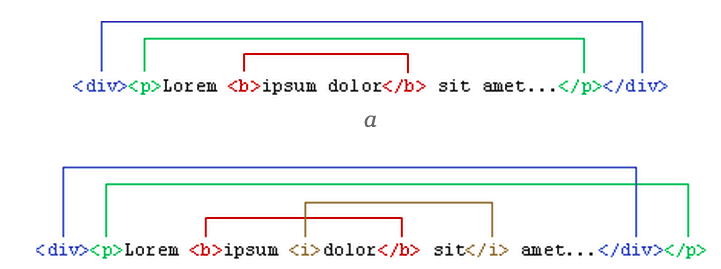 <div><p>Lorem <b>ipsum dolor</b> sit amet...</p></div>
a
<div><p>Lorem <b>ipsum <i>dolor</b> sit</i> amet...</div></p>